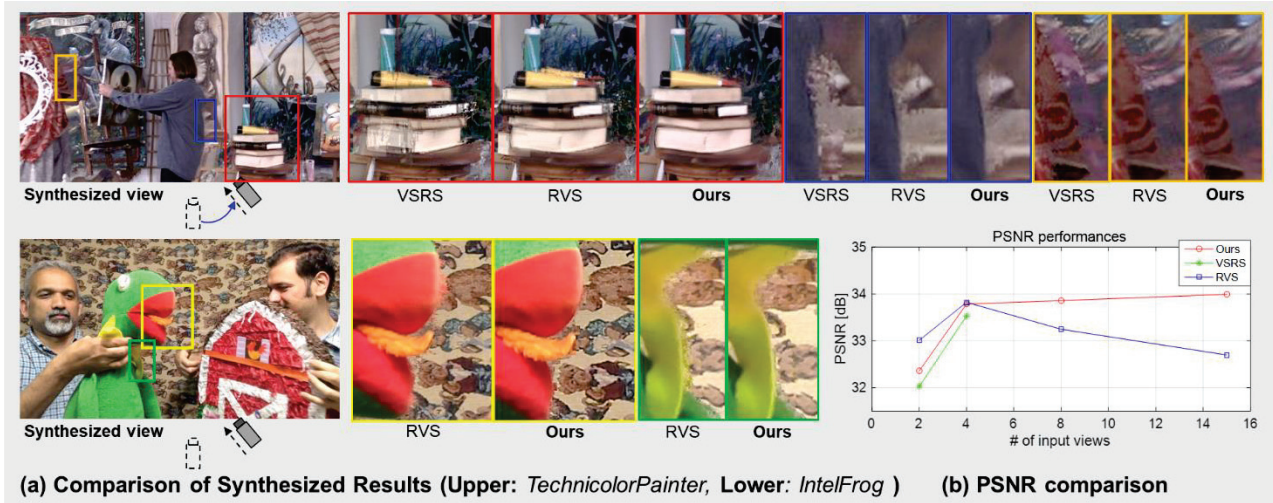 Synthesized view
VSRS RVS Ours VSRS RVS Ours VSRS RVS Ours
Synthesized view
RVS Ours RVS Ours
PSNR performances
Ours
VSRS
RVS
PSNR [dB]
35
34
33
32
0 2 4 6 8 10 12 14 16
# of input views
(a) Comparison of Synthesized Results (Upper: TechnicolorPainter, Lower: IntelFrog ) (b) PSNR comparison